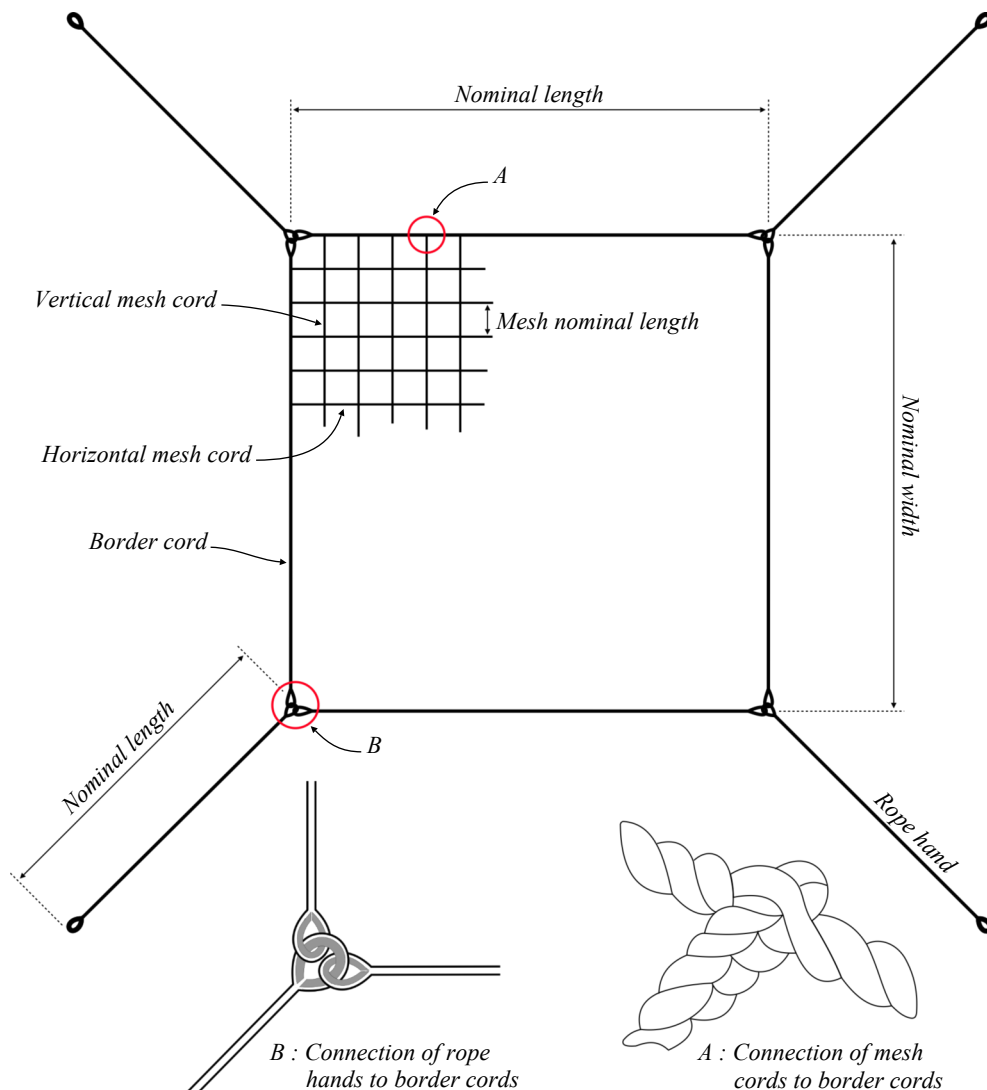 Nominal length
A
Vertical mesh cord
Mesh nominal length
Horizontal mesh cord
Nominal width
Border cord
Nominal length
B
Rope hand
B : Connection of rope
hands to border cords
A : Connection of mesh
cords to border cords